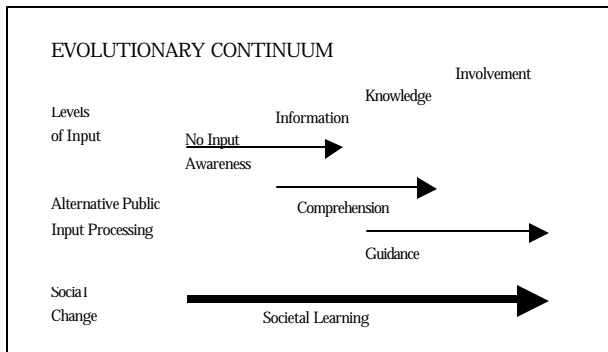 EVOLUTIONARY CONTINUUM
Involvement
Knowledge
Levels
Information
of Input
No Input
Awareness
Alternative Public
Comprehension
Input Processing
Guidance
Social
Change
Societal Learning